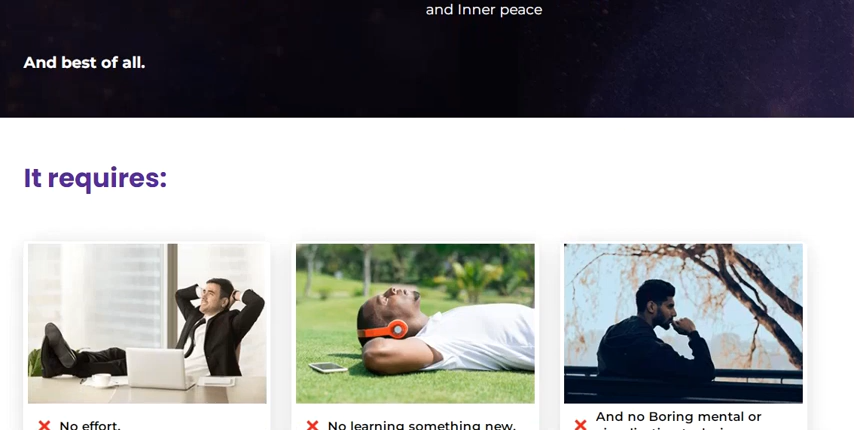 and Inner peace
And best of all.
It requires:
No effort.
No learning something new.
And no Boring mental or